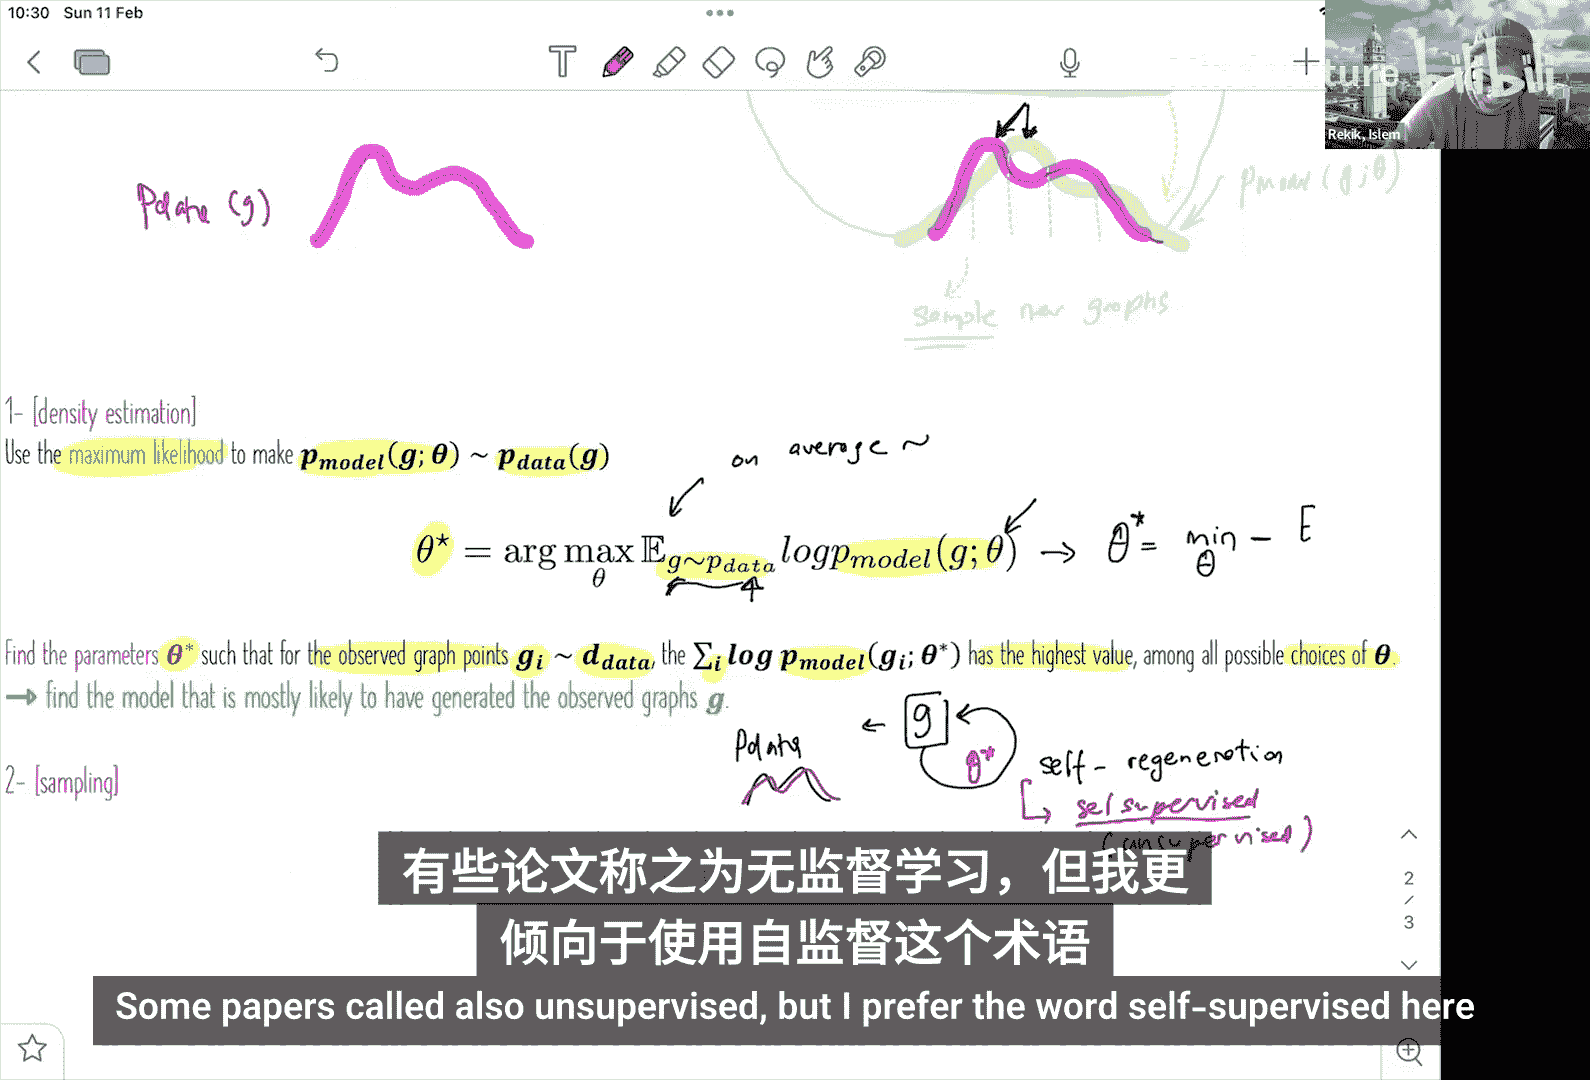 10:30 Sun 11 Feb
ture,
bilibili
Rekik, Islem
Pdata (g)
Pmodel (g;θ)
sample new graphs
1- [density estimation]
Use the maximum likelihood to make pmodel(g; θ) ~ pdata(g)
on average ~
θ⋆ = arg max θ 𝔼g∼pdata logpmodel(g; θ) → θ* = min θ - E
Find the parameters θ* such that for the observed graph points gi ~ ddata, the ∑i log pmodel(gi; θ*) has the highest value, among all possible choices of θ.
→ find the model that is mostly likely to have generated the observed graphs g.
← g
Pdata
θ*
self - regeneration
↳ selsupervised
(unsupervised)
2- [sampling]
2
/
3
有些论文称之为无监督学习，但我更
倾向于使用自监督这个术语
Some papers called also unsupervised, but I prefer the word self-supervised here